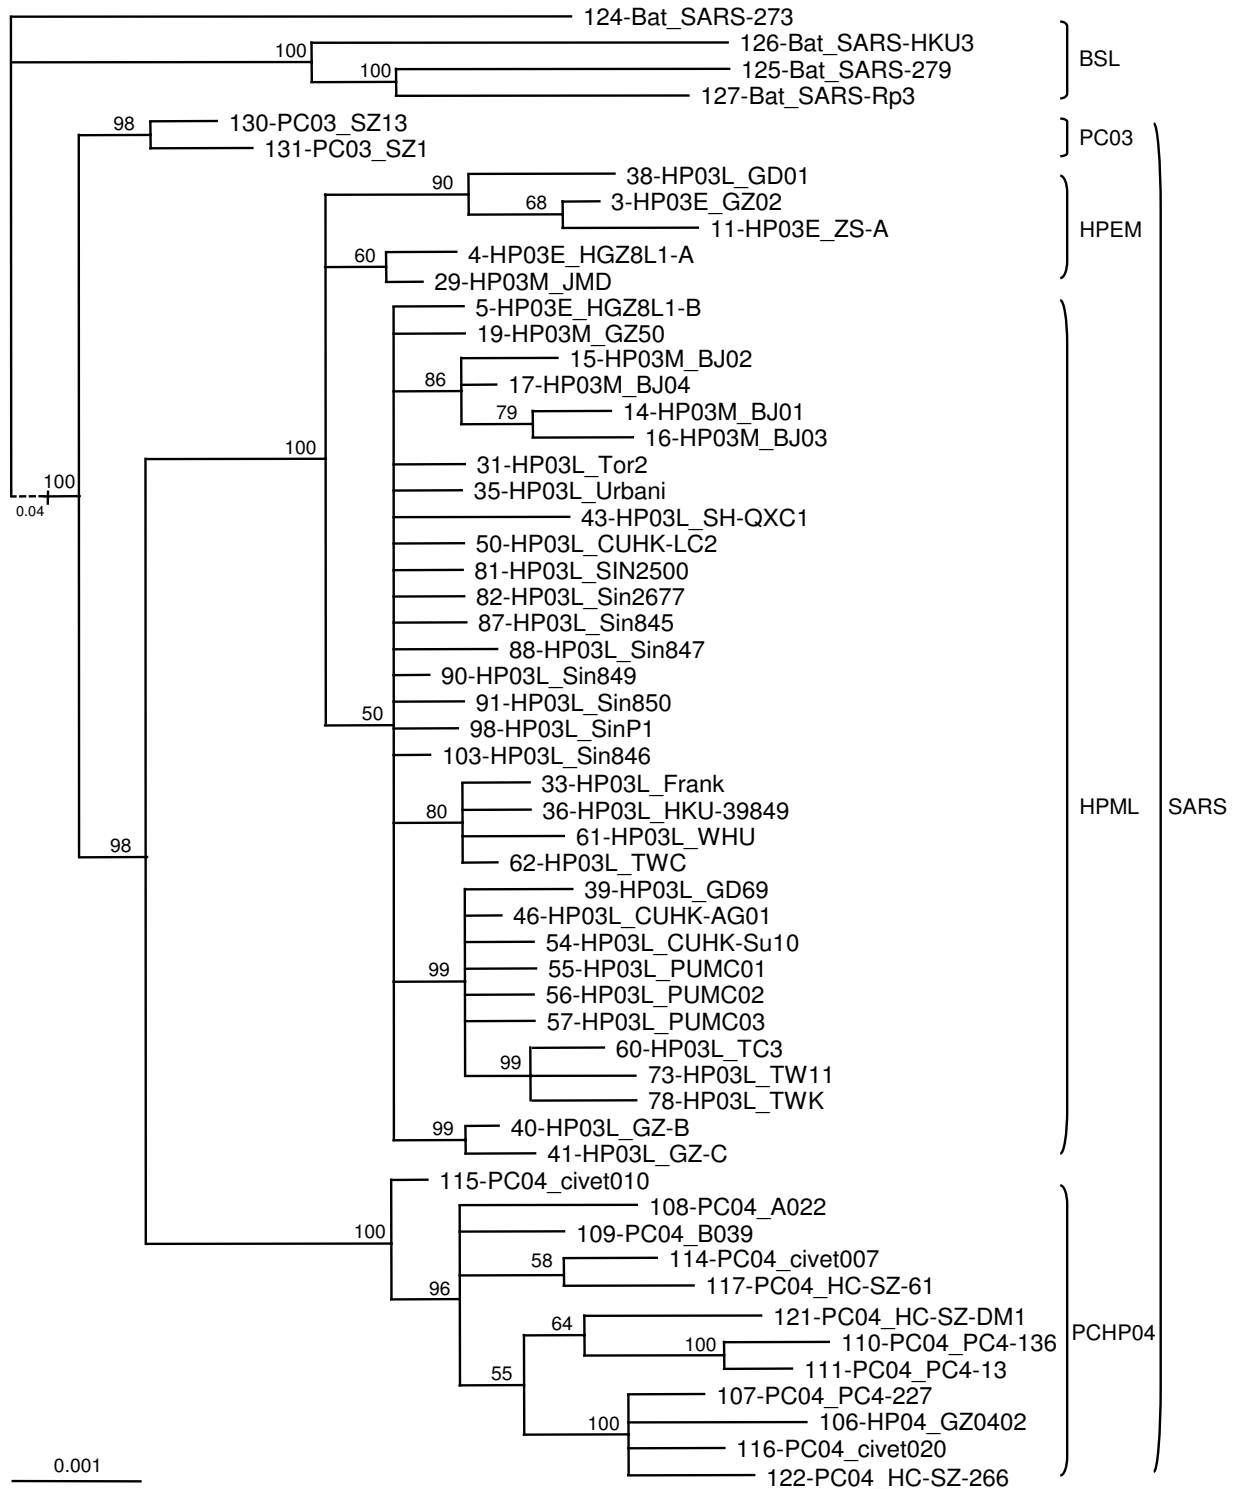 124-Bat_SARS-273
126-Bat_SARS-HKU3
100
BSL
125-Bat_SARS-279
100
127-Bat_SARS-Rp3
130-PC03_SZ13
98
PC03
131-PC03_SZ1
38-HP03L_GD01
90
3-HP03E_GZ02
68
11-HP03E_ZS-A
HPEM
4-HP03E_HGZ8L1-A
60
29-HP03M_JMD
5-HP03E_HGZ8L1-B
19-HP03M_GZ50
15-HP03M_BJ02
86
17-HP03M_BJ04
14-HP03M_BJ01
79
16-HP03M_BJ03
100
31-HP03L_Tor2
100
35-HP03L_Urbani
0.04
43-HP03L_SH-QXC1
50-HP03L_CUHK-LC2
81-HP03L_SIN2500
82-HP03L_Sin2677
87-HP03L_Sin845
88-HP03L_Sin847
90-HP03L_Sin849
91-HP03L_Sin850
50
98-HP03L_SinP1
103-HP03L_Sin846
33-HP03L_Frank
36-HP03L_HKU-39849
80
HPML
SARS
61-HP03L_WHU
98
62-HP03L_TWC
39-HP03L_GD69
46-HP03L_CUHK-AG01
54-HP03L_CUHK-Su10
99
55-HP03L_PUMC01
56-HP03L_PUMC02
57-HP03L_PUMC03
60-HP03L_TC3
99
73-HP03L_TW11
78-HP03L_TWK
40-HP03L_GZ-B
99
41-HP03L_GZ-C
115-PC04_civet010
108-PC04_A022
100
109-PC04_B039
114-PC04_civet007
58
117-PC04_HC-SZ-61
96
121-PC04_HC-SZ-DM1
64
PCHP04
110-PC04_PC4-136
100
111-PC04_PC4-13
55
107-PC04_PC4-227
106-HP04_GZ0402
100
116-PC04_civet020
0.001
122-PC04_HC-SZ-266